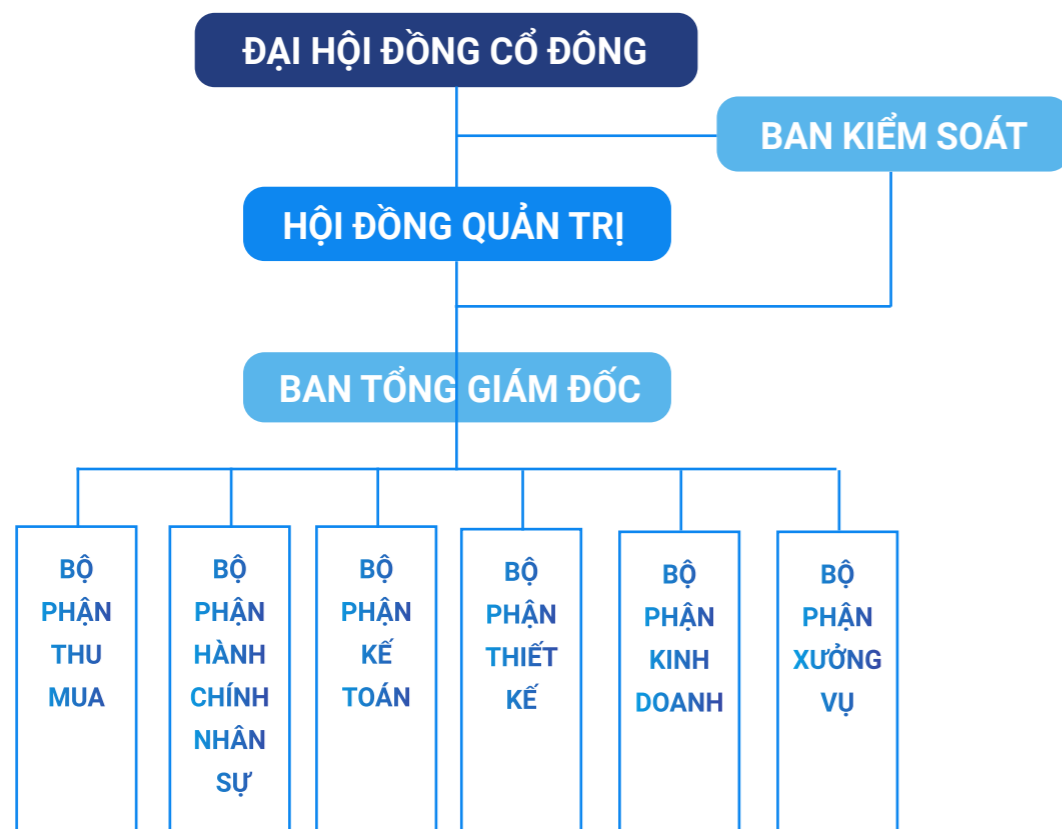 ĐẠI HỘI ĐỒNG CỔ ĐÔNG
BAN KIỂM SOÁT
HỘI ĐỒNG QUẢN TRỊ
BAN TỔNG GIÁM ĐỐC
BỘ
PHẬN
THU
MUA
BỘ
PHẬN
HÀNH
CHÍNH
NHÂN
SỰ
BỘ
PHẬN
KẾ
TOÁN
BỘ
PHẬN
THIẾT
KẾ
BỘ
PHẬN
KINH
DOANH
BỘ
PHẬN
XƯỞNG
VỤ